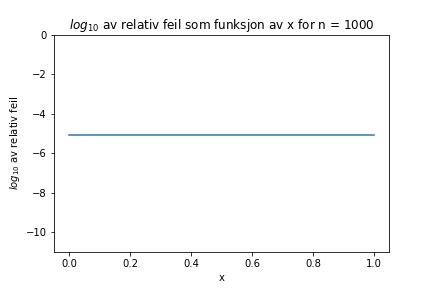 log₁₀ av relativ feil som funksjon av x for n = 1000
log₁₀ av relativ feil
0
−2
−4
−6
−8
−10
0.0 0.2 0.4 0.6 0.8 1.0
x